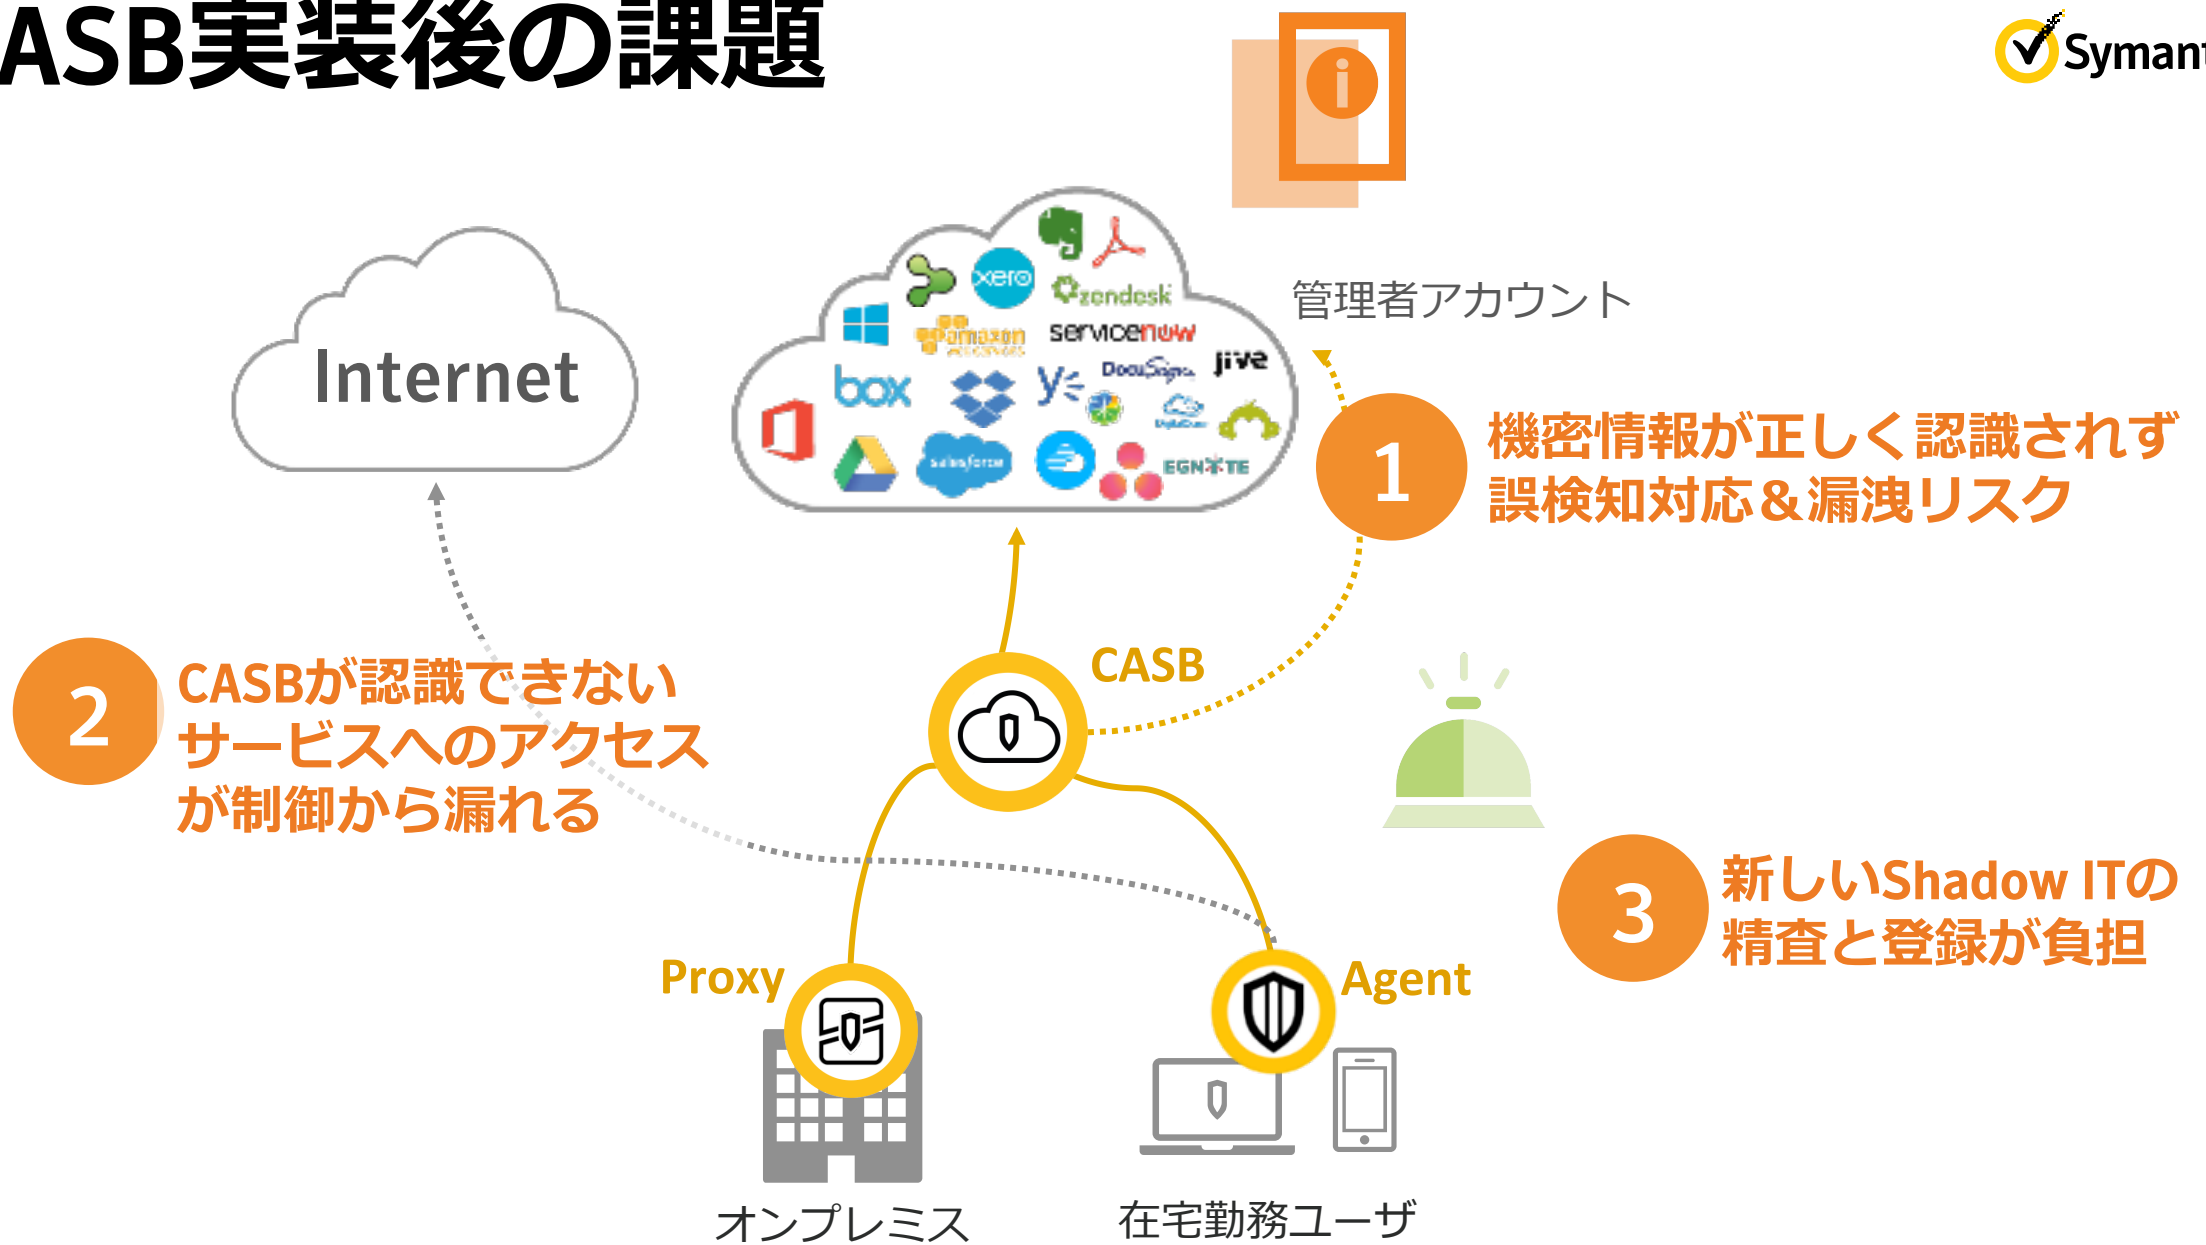 ASB実装後の課題
Symant
i
xero
zendesk
管理者アカウント
amazon
servicenow
Internet
DocuSign
jive
box
y
1
機密情報が正しく認識されず
誤検知対応＆漏洩リスク
salesforce
EGNYTE
CASB
2
CASBが認識できない
サービスへのアクセス
が制御から漏れる
3
新しいShadow ITの
精査と登録が負担
Proxy
Agent
オンプレミス
在宅勤務ユーザ